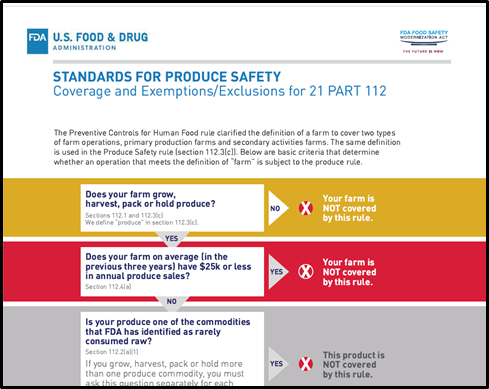 FDA U.S. FOOD & DRUG
ADMINISTRATION
FDA FOOD SAFETY
MODERNIZATION ACT
THE FUTURE IS NOW
STANDARDS FOR PRODUCE SAFETY
Coverage and Exemptions/Exclusions for 21 PART 112
The Preventive Controls for Human Food rule clarified the definition of a farm to cover two types
of farm operations, primary production farms and secondary activities farms. The same definition
is used in the Produce Safety rule (section 112.3(c)). Below are basic criteria that determine
whether an operation that meets the definition of “farm” is subject to the produce rule.
Does your farm grow,
harvest, pack or hold produce?
Sections 112.1 and 112.3(c)
We define “produce” in section 112.3(c).
NO
Your farm is
NOT covered
by this rule.
YES
Does your farm on average (in the
previous three years) have $25k or less
in annual produce sales?
Section 112.4(a)
YES
Your farm is
NOT covered
by this rule.
NO
Is your produce one of the commodities
that FDA has identified as rarely
consumed raw?
Section 112.2(a)(1)
If you grow, harvest, pack or hold more
than one produce commodity, you must
ask this question separately for each
YES
This product is
NOT covered
by this rule.